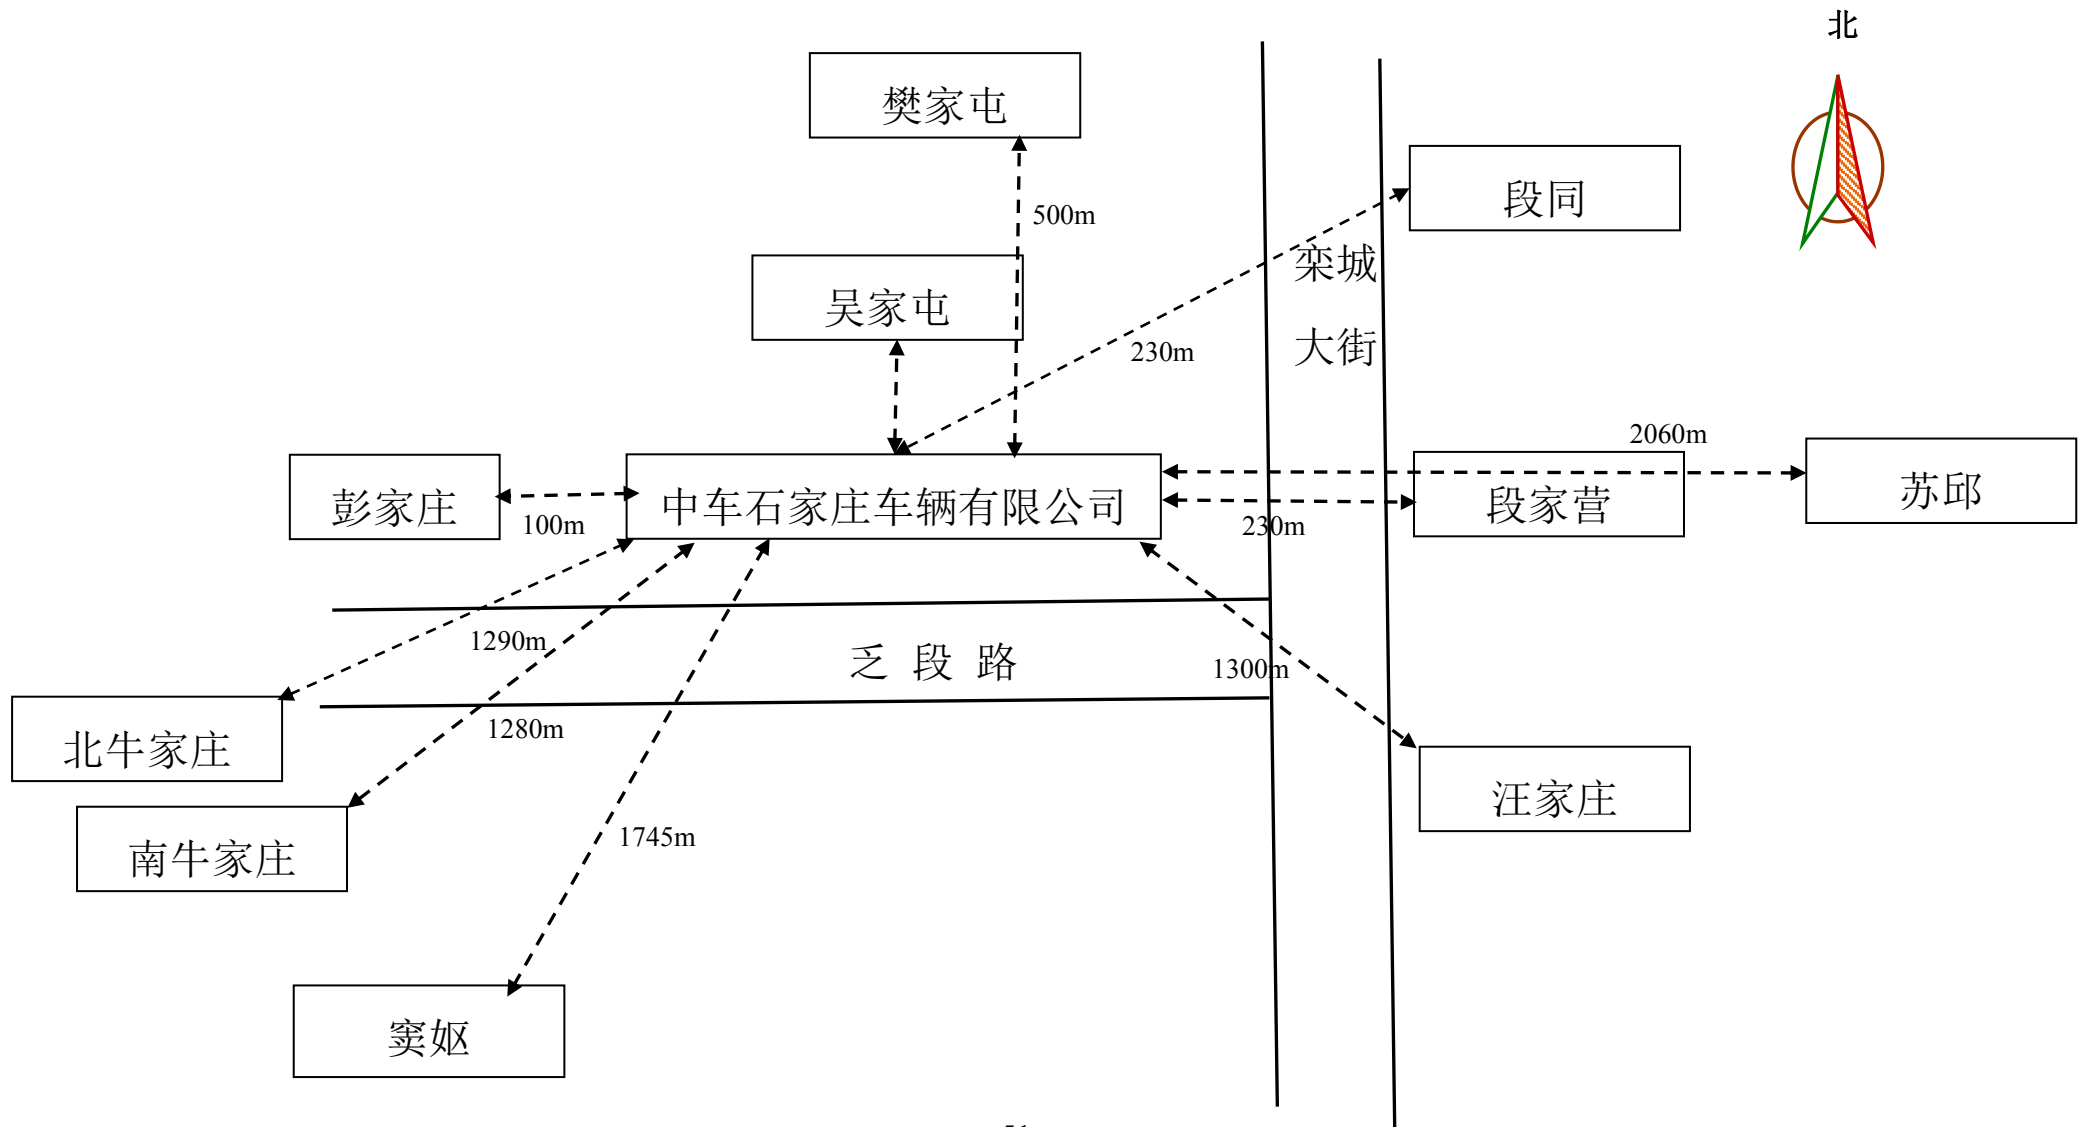 北
樊家屯
段同
500m
栾城
吴家屯
大街
230m
2060m
彭家庄
100m
中车石家庄车辆有限公司
230m
段家营
苏邱
1290m
乏 段 路
1300m
北牛家庄
1280m
汪家庄
南牛家庄
1745m
窦妪